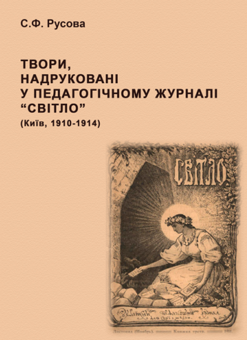 С.Ф. Русова
ТВОРИ,
НАДРУКОВАНІ
У ПЕДАГОГІЧНОМУ ЖУРНАЛІ
“СВІТЛО”
(Київ, 1910-1914)
СВІТЛО.